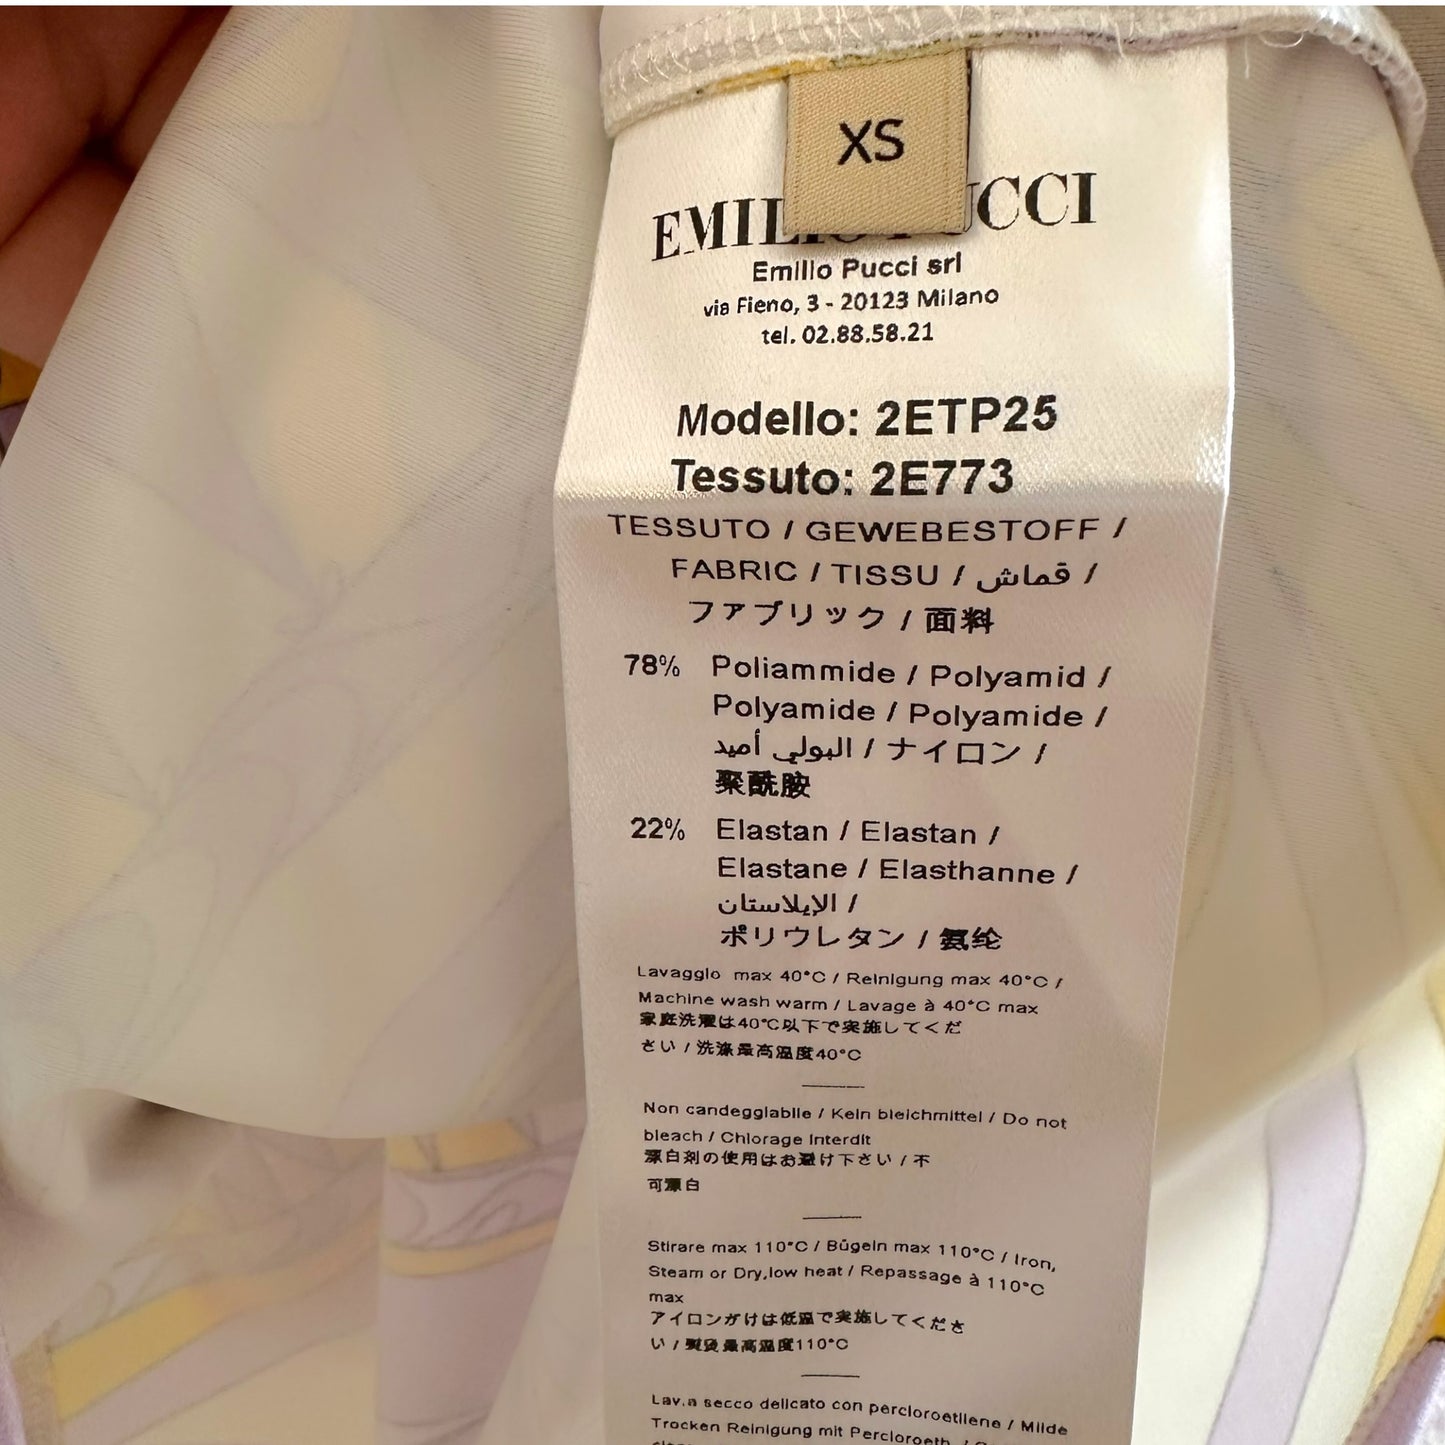 XS
EMILIO PUCCI
Emilio Pucci srl
via Fieno, 3 - 20123 Milano
tel. 02.88.58.21
Modello: 2ETP25
Tessuto: 2E773
TESSUTO / GEWEBESTOFF /
FABRIC / TISSU / قماش /
ファブリック / 面料
78% Poliammide / Polyamid /
Polyamide / Polyamide /
البولي أميد / ナイロン /
聚酰胺
22% Elastan / Elastan /
Elastane / Elasthanne /
الإيلاستان /
ポリウレタン / 氨纶
Lavaggio max 40°C / Reinigung max 40°C /
Machine wash warm / Lavage à 40°C max
家庭洗濯は40°C以下で実施してくだ
さい / 洗涤最高温度40°C
Non candeggiabile / Kein bleichmittel / Do not
bleach / Chlorage interdit
漂白剤の使用はお避け下さい / 不
可漂白
Stirare max 110°C / Bügeln max 110°C / Iron,
Steam or Dry,low heat / Repassage à 110°C
max
アイロンがけは低温で実施してくださ
い / 熨烫最高温度110°C
Lav.a secco delicato con percloroetilene / Milde
Trocken Reinigung mit Percloroeth. /